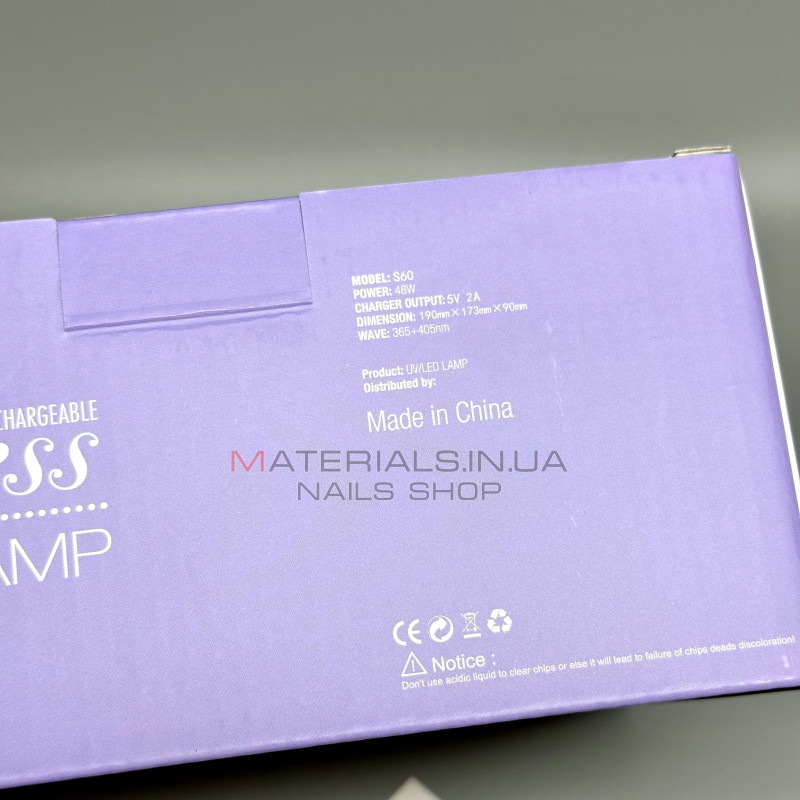 MODEL: S60
POWER: 48W
CHARGER OUTPUT: 5V 2A
DIMENSION: 190mm×173mm×90mm
WAVE: 365+405nm
Product: UV/LED LAMP
Distributed by:
Made in China
CHARGEABLE
SS
AMP
MATERIALS.IN.UA
NAILS SHOP
CE
Notice :
Don't use acidic liquid to clear chips or else it will lead to failure of chips deads discoloration!